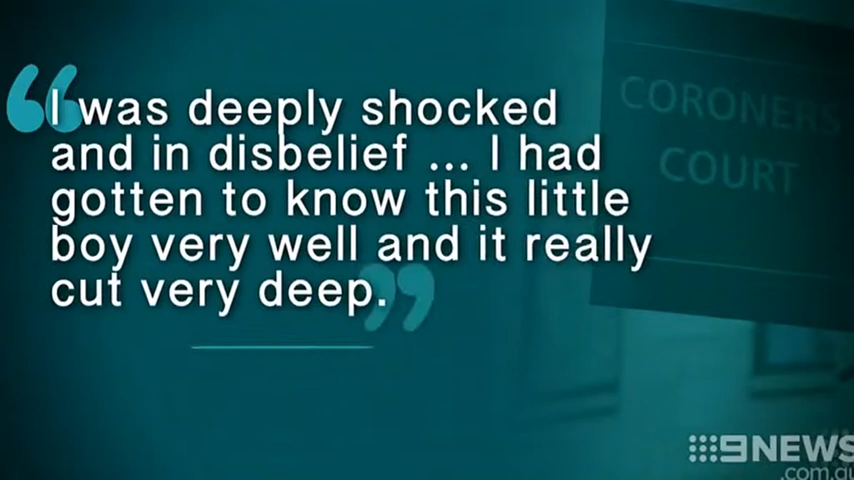 “I was deeply shocked
and in disbelief ... I had
gotten to know this little
boy very well and it really
cut very deep.”
CORONERS
COURT
9NEWS
.com.au